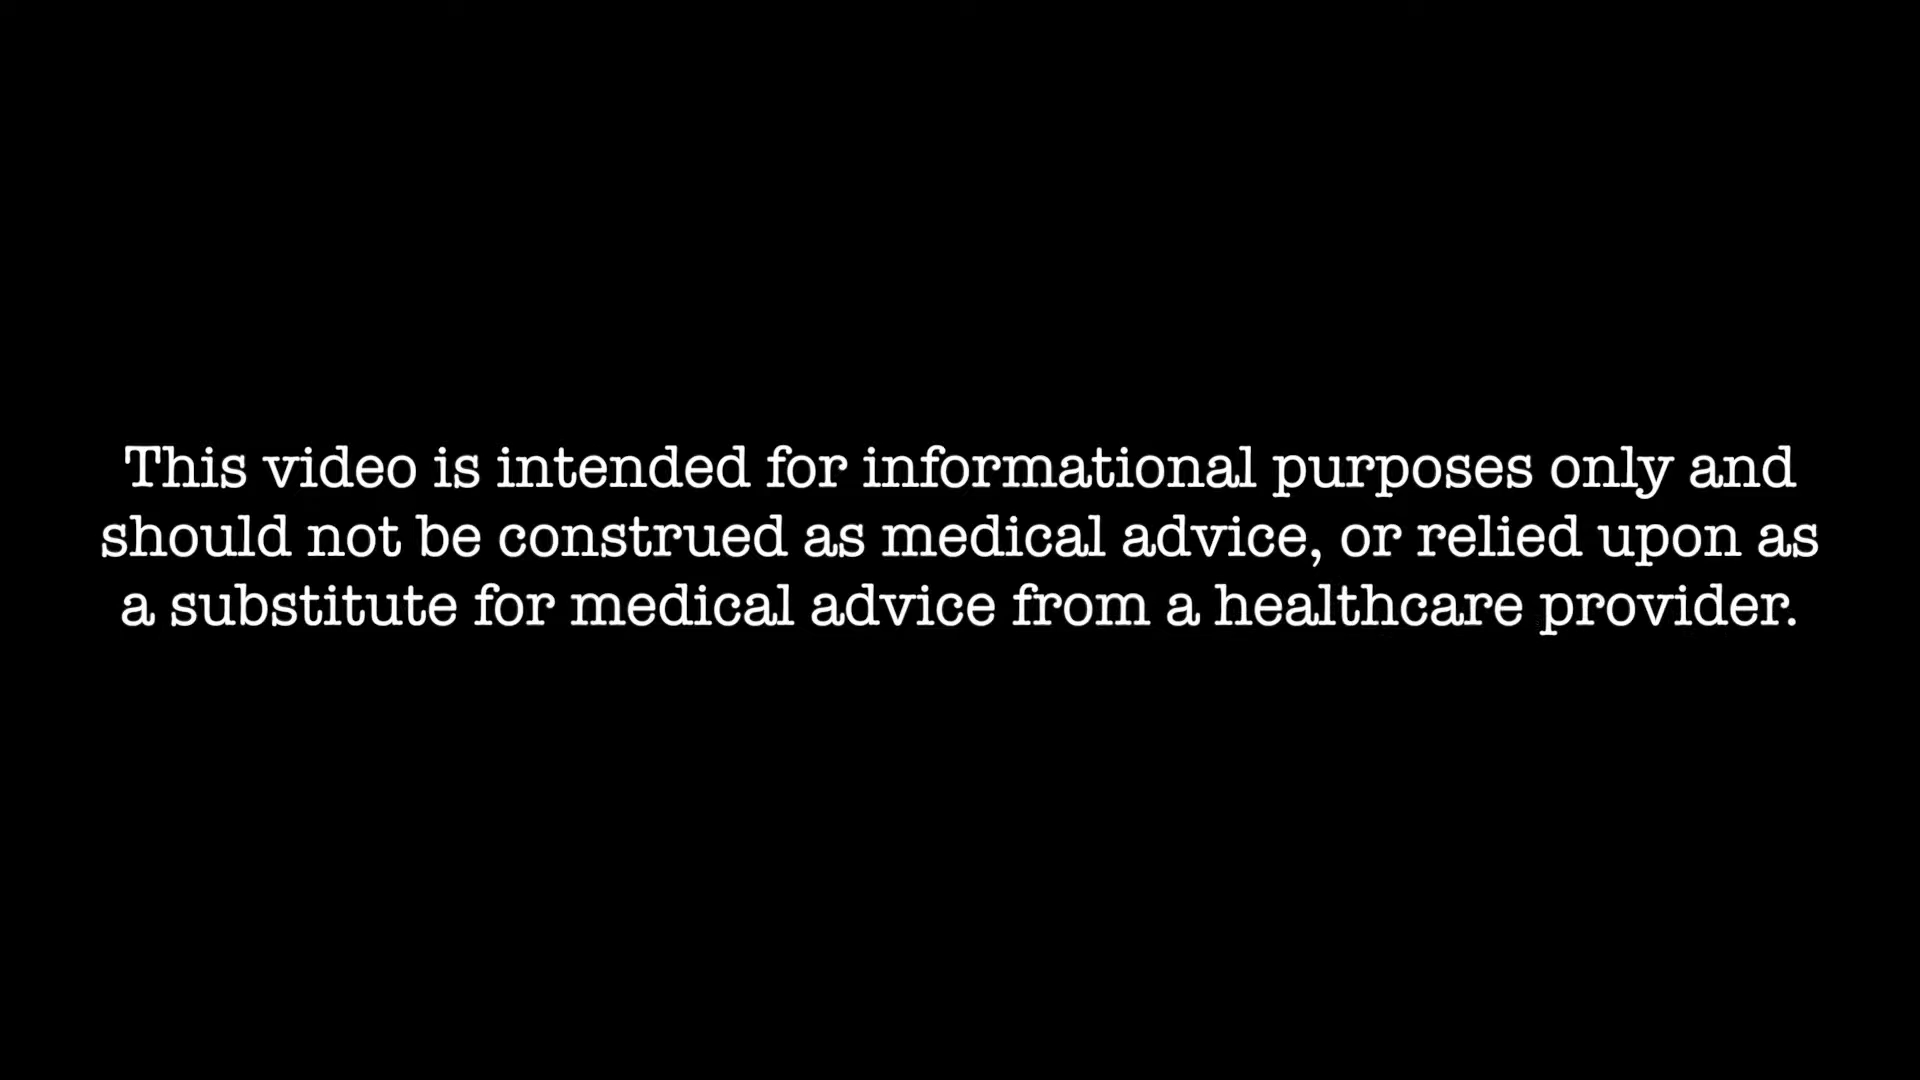 This video is intended for informational purposes only and
should not be construed as medical advice, or relied upon as
a substitute for medical advice from a healthcare provider.